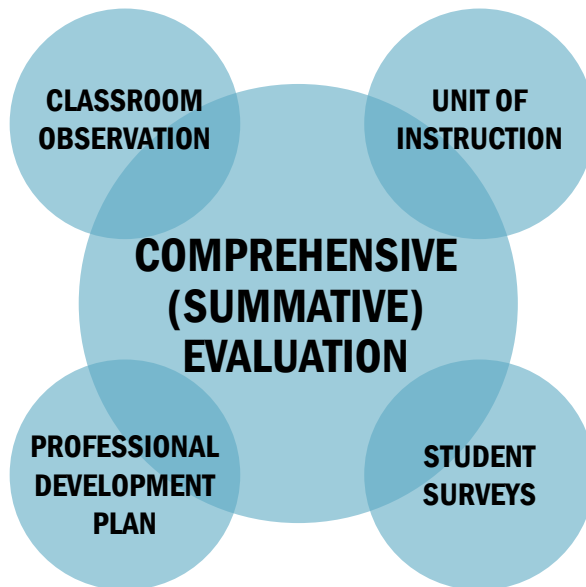 CLASSROOM
OBSERVATION
UNIT OF
INSTRUCTION
COMPREHENSIVE
(SUMMATIVE)
EVALUATION
PROFESSIONAL
DEVELOPMENT
PLAN
STUDENT
SURVEYS